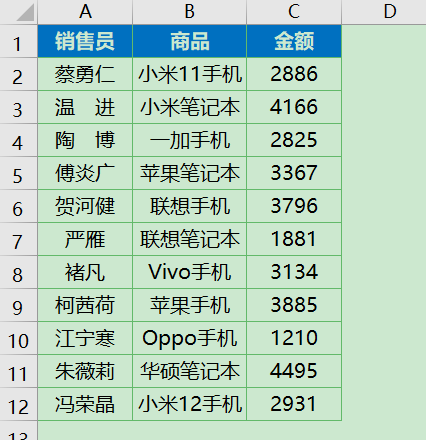 A B C D
1 销售员 商品 金额
2 蔡勇仁 小米11手机 2886
3 温　进 小米笔记本 4166
4 陶　博 一加手机 2825
5 傅炎广 苹果笔记本 3367
6 贺河健 联想手机 3796
7 严雁 联想笔记本 1881
8 褚凡 Vivo手机 3134
9 柯茜荷 苹果手机 3885
10 江宁寒 Oppo手机 1210
11 朱薇莉 华硕笔记本 4495
12 冯荣晶 小米12手机 2931